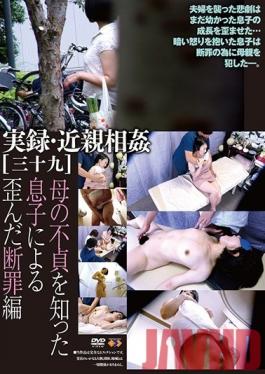 夫婦を襲った悲劇は
まだ幼かった息子の
成長を歪ませた…
暗い怒りを抱いた息子は
断罪の為に母親を
犯した―。
実録・近親相姦
[三十九]
母の不貞を知った
息子による
歪んだ断罪編
DVD